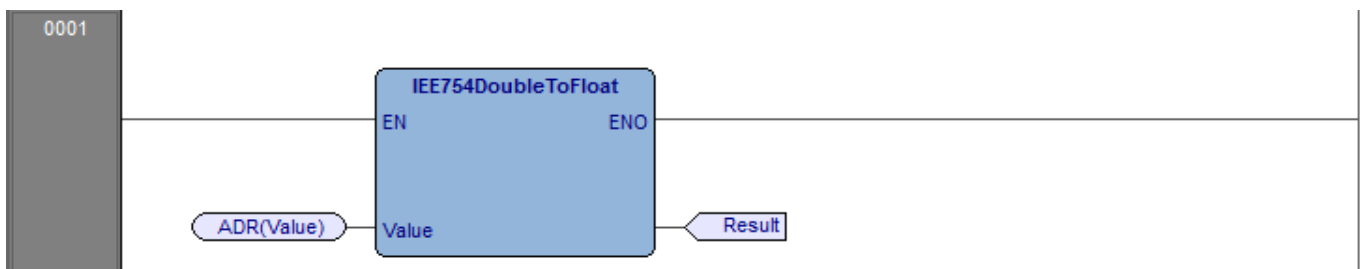 0001
IEE754DoubleToFloat
EN ENO
ADR(Value) Value Result